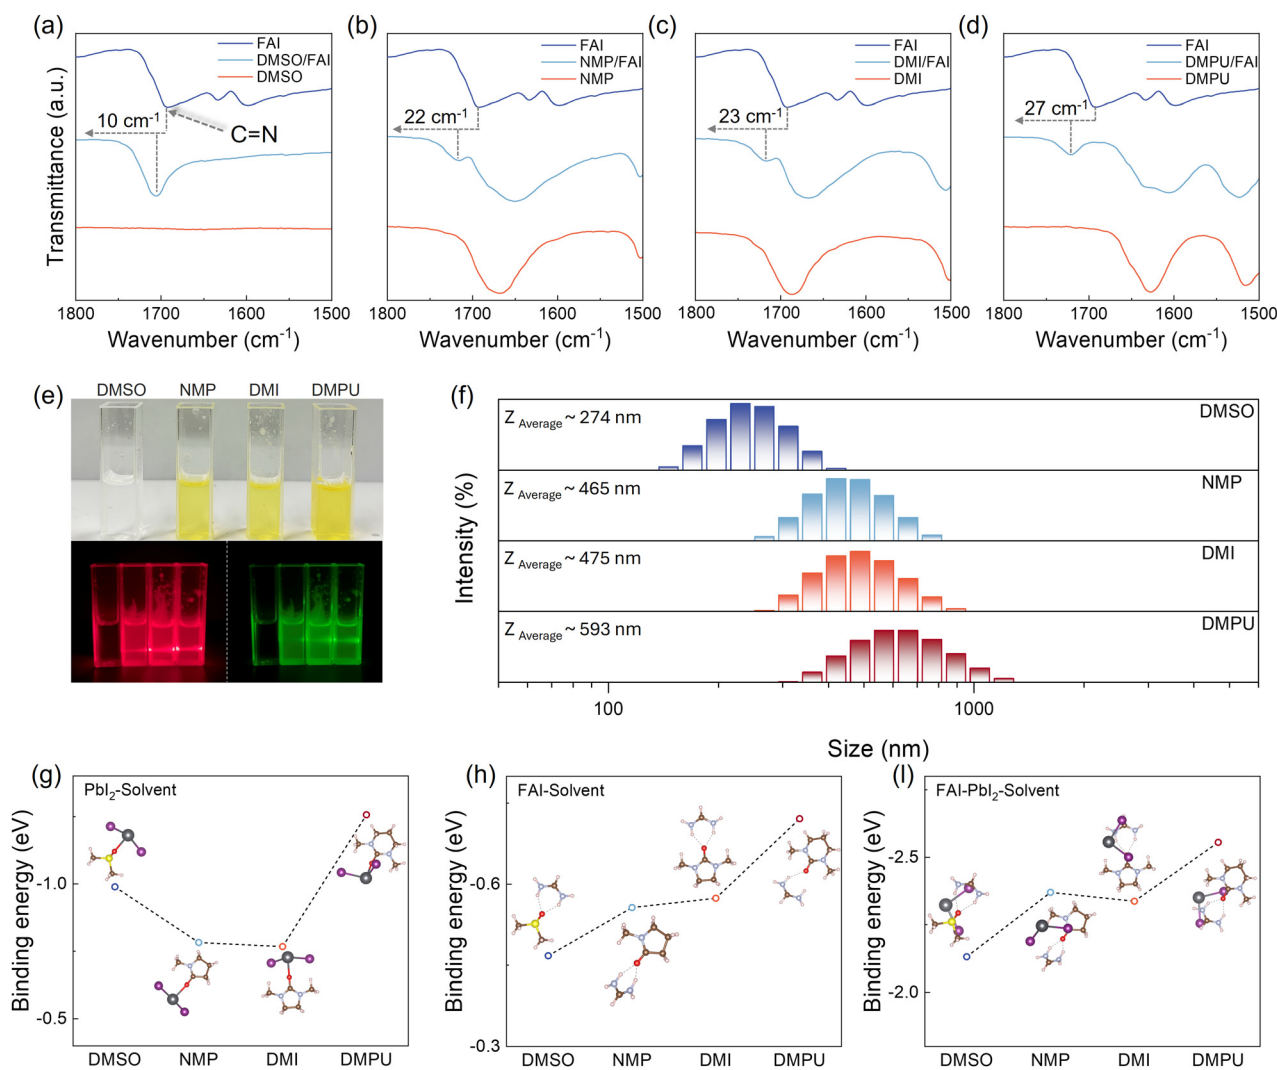 (a)
FAI
DMSO/FAI
DMSO
10 cm-1
C=N
Transmittance (a.u.)
1800 1700 1600 1500
Wavenumber (cm-1)
(b)
FAI
NMP/FAI
NMP
22 cm-1
1800 1700 1600 1500
Wavenumber (cm-1)
(c)
FAI
DMI/FAI
DMI
23 cm-1
1800 1700 1600 1500
Wavenumber (cm-1)
(d)
FAI
DMPU/FAI
DMPU
27 cm-1
1800 1700 1600 1500
Wavenumber (cm-1)
(e)
DMSO NMP DMI DMPU
(f)
Z Average ~ 274 nm DMSO
Z Average ~ 465 nm NMP
Z Average ~ 475 nm DMI
Z Average ~ 593 nm DMPU
Intensity (%)
100 1000
Size (nm)
(g)
PbI2-Solvent
Binding energy (eV)
-1.0
-0.5
DMSO NMP DMI DMPU
(h)
FAI-Solvent
Binding energy (eV)
-0.6
-0.3
DMSO NMP DMI DMPU
(l)
FAI-PbI2-Solvent
Binding energy (eV)
-2.5
-2.0
DMSO NMP DMI DMPU